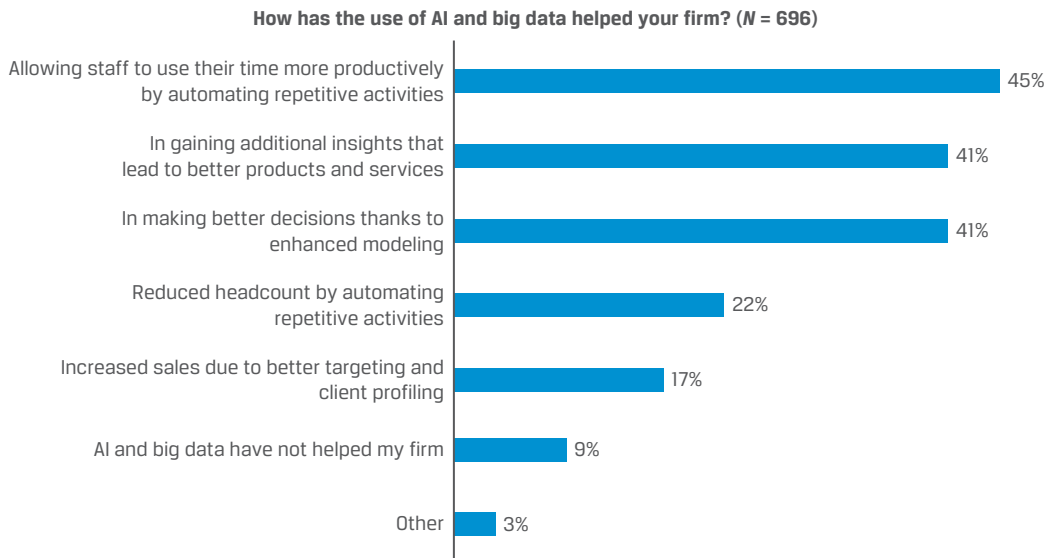 How has the use of AI and big data helped your firm? (N = 696)
Allowing staff to use their time more productively
by automating repetitive activities
45%
In gaining additional insights that
lead to better products and services
41%
In making better decisions thanks to
enhanced modeling
41%
Reduced headcount by automating
repetitive activities
22%
Increased sales due to better targeting and
client profiling
17%
AI and big data have not helped my firm
9%
Other
3%